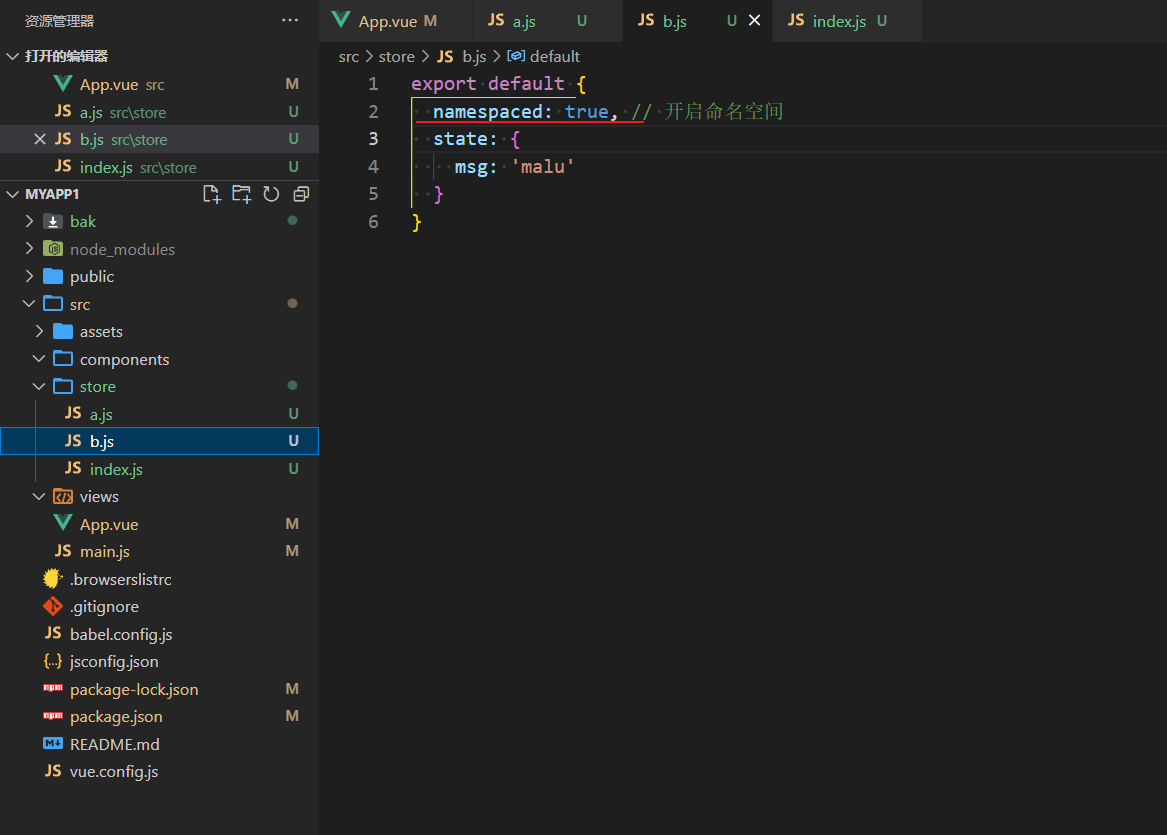 资源管理器 ···
打开的编辑器
App.vue src M
JS a.js src\store U
JS b.js src\store U
JS index.js src\store U
MYAPP1
bak
node_modules
public
src
assets
components
store
JS a.js U
JS b.js U
JS index.js U
views
App.vue M
JS main.js M
.browserslistrc
.gitignore
JS babel.config.js
{..} jsconfig.json
npm package-lock.json M
npm package.json M
M README.md
JS vue.config.js
App.vue M JS a.js U JS b.js U JS index.js U
src > store > JS b.js > default
1 export default {
2 namespaced: true, // 开启命名空间
3 state: {
4 msg: 'malu'
5 }
6 }